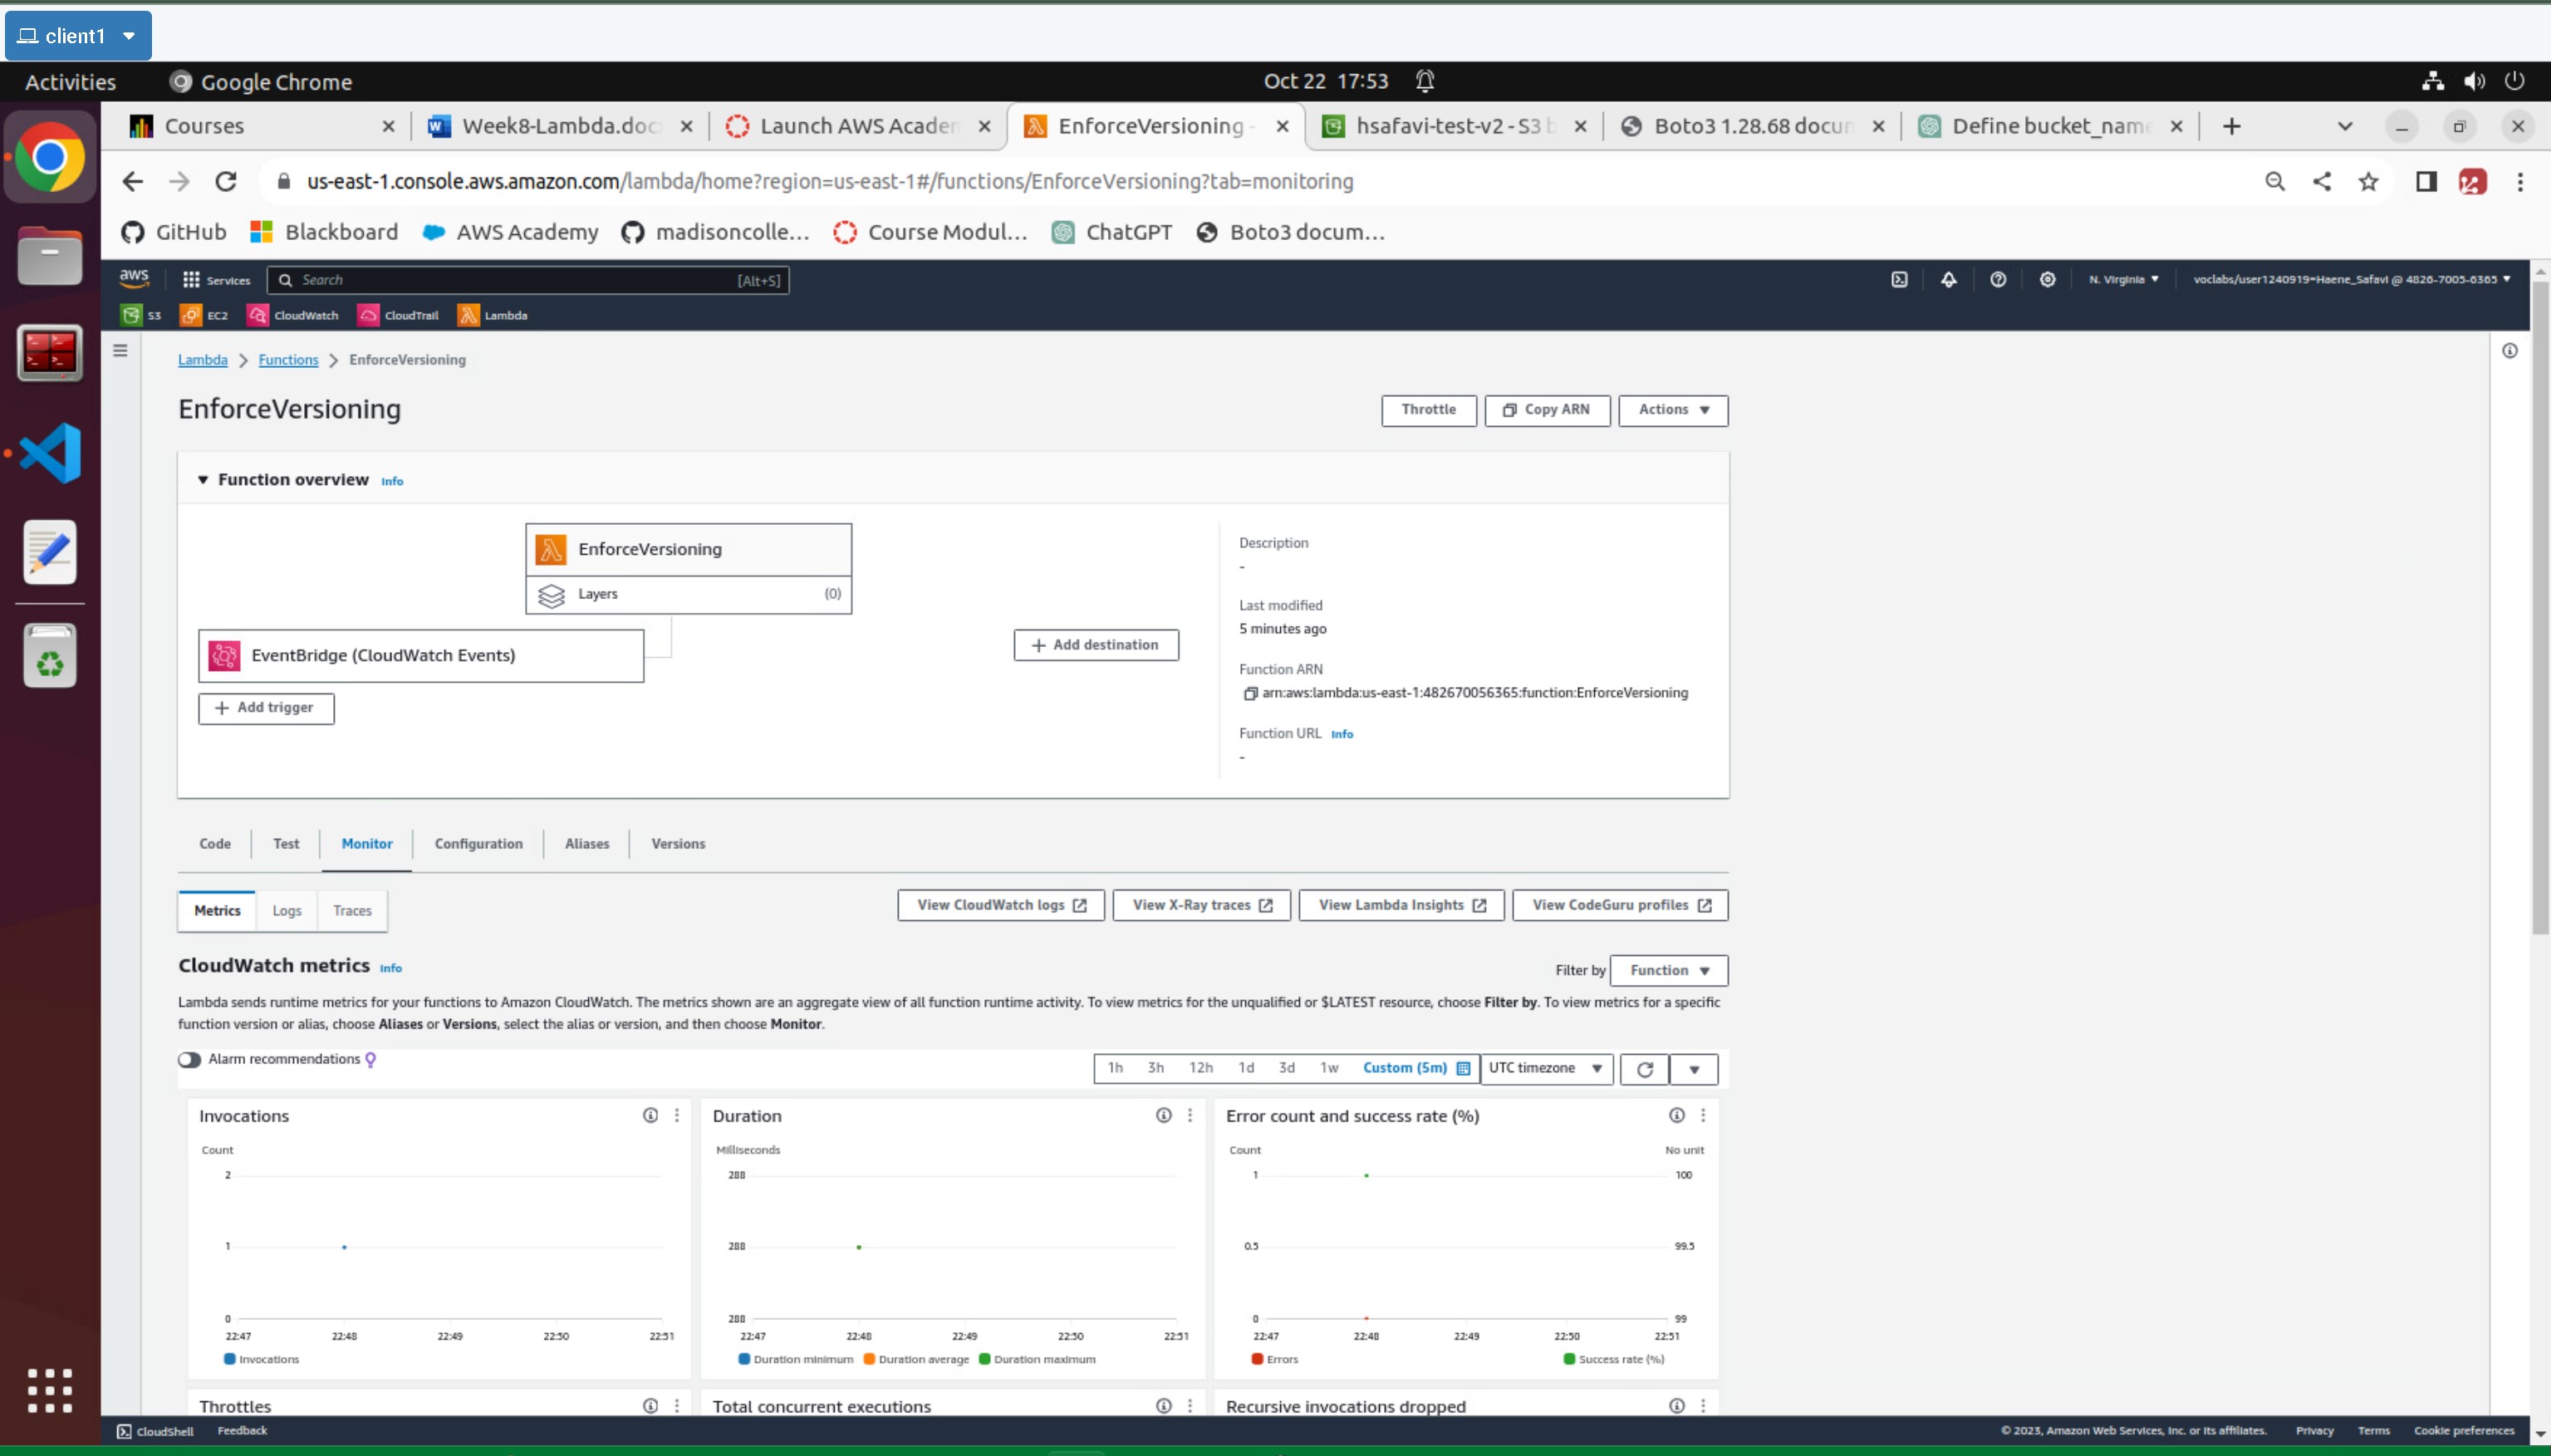 client1
Activities Google Chrome Oct 22 17:53
Courses Week8-Lambda.doc Launch AWS Academ EnforceVersioning - hsafavi-test-v2 - S3 b Boto3 1.28.68 docum Define bucket_name
us-east-1.console.aws.amazon.com/lambda/home?region=us-east-1#/functions/EnforceVersioning?tab=monitoring
GitHub Blackboard AWS Academy madisoncolle... Course Modul... ChatGPT Boto3 docum...
aws Services Search [Alt+S] N. Virginia voclabs/user1240919=Haene_Safavi @ 4826-7005-6365
S3 EC2 CloudWatch CloudTrail Lambda
Lambda > Functions > EnforceVersioning
EnforceVersioning Throttle Copy ARN Actions
Function overview Info
EnforceVersioning
Layers (0)
EventBridge (CloudWatch Events)
+ Add trigger
+ Add destination
Description
-
Last modified
5 minutes ago
Function ARN
arn:aws:lambda:us-east-1:482670056365:function:EnforceVersioning
Function URL Info
-
Code Test Monitor Configuration Aliases Versions
Metrics Logs Traces View CloudWatch logs View X-Ray traces View Lambda Insights View CodeGuru profiles
CloudWatch metrics Info Filter by Function
Lambda sends runtime metrics for your functions to Amazon CloudWatch. The metrics shown are an aggregate view of all function runtime activity. To view metrics for the unqualified or $LATEST resource, choose Filter by. To view metrics for a specific
function version or alias, choose Aliases or Versions, select the alias or version, and then choose Monitor.
Alarm recommendations 1h 3h 12h 1d 3d 1w Custom (5m) UTC timezone
Invocations
Count
2
1
0
22:47 22:48 22:49 22:50 22:51
Invocations
Duration
Milliseconds
288
288
288
22:47 22:48 22:49 22:50 22:51
Duration minimum Duration average Duration maximum
Error count and success rate (%)
Count No unit
1 100
0.5 99.5
0 99
22:47 22:48 22:49 22:50 22:51
Errors Success rate (%)
Throttles Total concurrent executions Recursive invocations dropped
CloudShell Feedback © 2023, Amazon Web Services, Inc. or its affiliates. Privacy Terms Cookie preferences